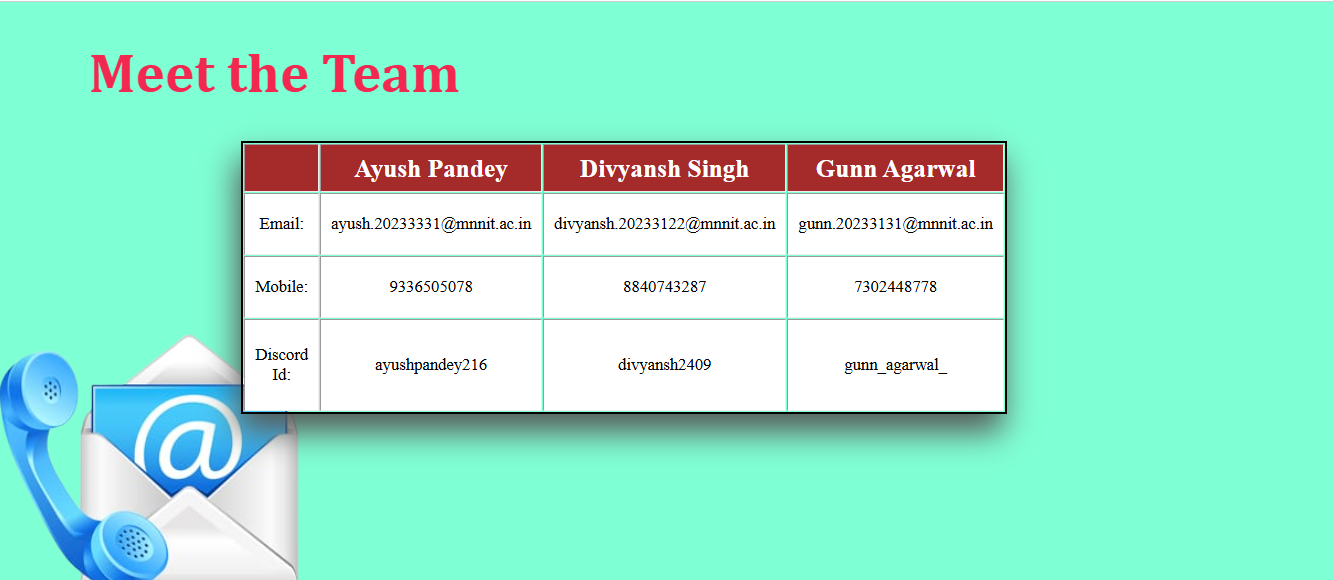 Meet the Team
Ayush Pandey Divyansh Singh Gunn Agarwal
Email: ayush.20233331@mnnit.ac.in divyansh.20233122@mnnit.ac.in gunn.20233131@mnnit.ac.in
Mobile: 9336505078 8840743287 7302448778
Discord
Id: ayushpandey216 divyansh2409 gunn_agarwal_
@